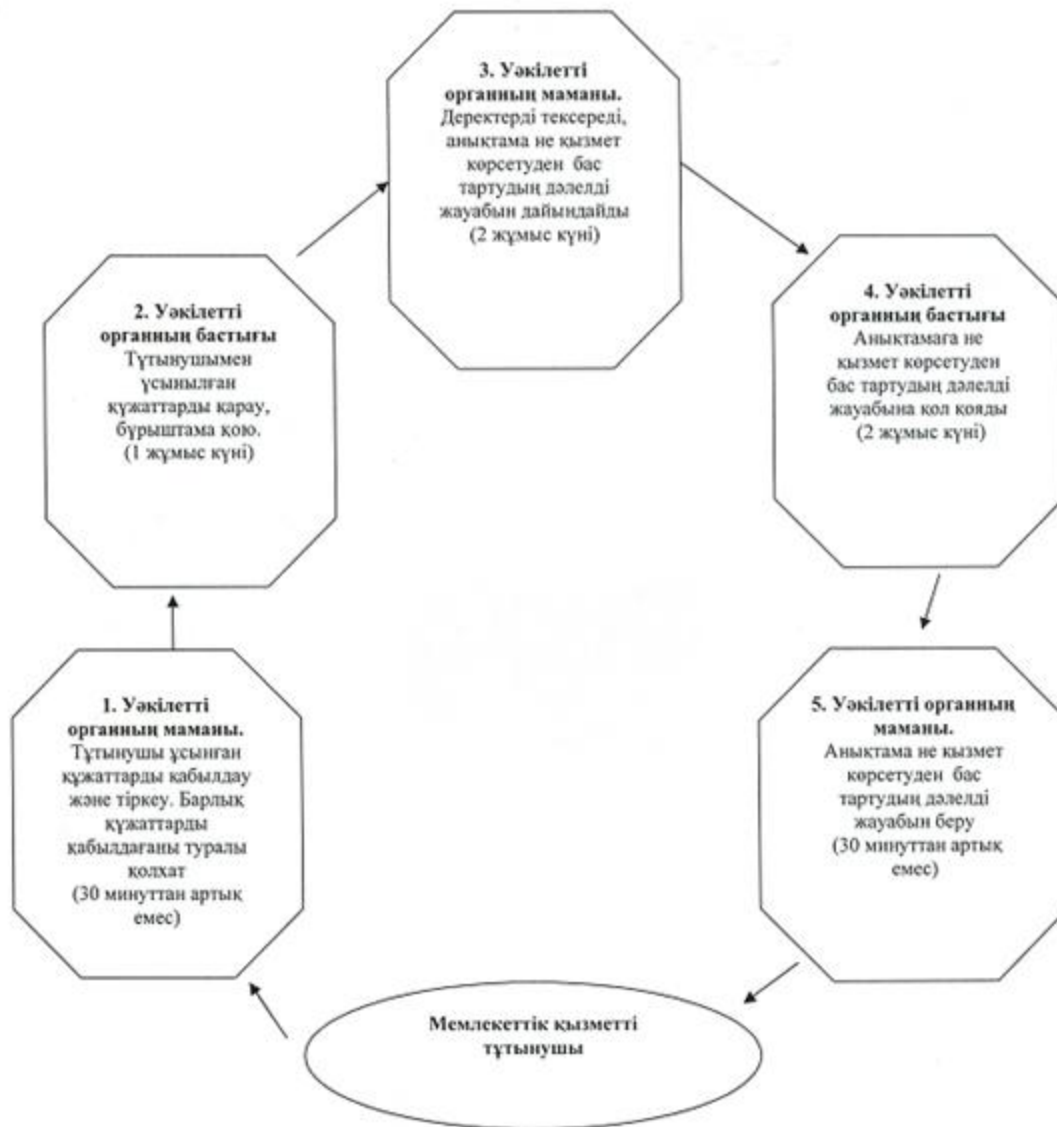 3. Уәкілетті
органның маманы.
Деректерді тексереді,
анықтама не қызмет
көрсетуден бас
тартудың дәлелді
жауабын дайындайды
(2 жұмыс күні)
2. Уәкілетті
органның бастығы
Тұтынушымен
ұсынылған
құжаттарды қарау,
бұрыштама қою.
(1 жұмыс күні)
4. Уәкілетті
органның бастығы
Анықтамаға не
қызмет көрсетуден
бас тартудың дәлелді
жауабына қол қояды
(2 жұмыс күні)
1. Уәкілетті
органның маманы.
Тұтынушы ұсынған
құжаттарды қабылдау
және тіркеу. Барлық
құжаттарды
қабылдағаны туралы
қолхат
(30 минуттан артық
емес)
5. Уәкілетті органның
маманы.
Анықтама не қызмет
көрсетуден бас
тартудың дәлелді
жауабын беру
(30 минуттан артық
емес)
Мемлекеттік қызметті
тұтынушы